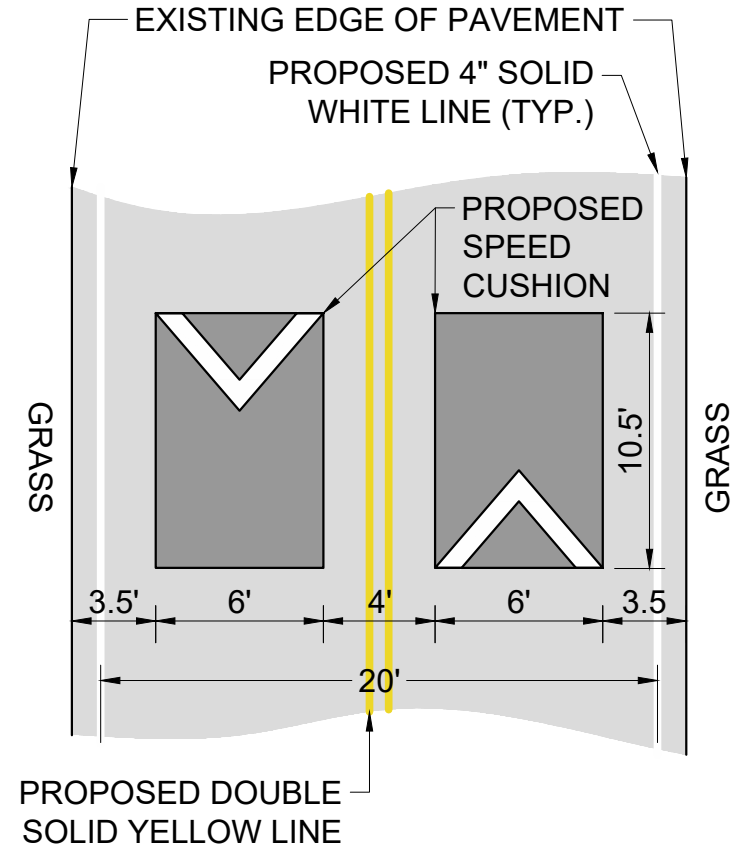 EXISTING EDGE OF PAVEMENT
PROPOSED 4" SOLID
WHITE LINE (TYP.)
PROPOSED
SPEED
CUSHION
GRASS
10.5'
GRASS
3.5'
6'
4'
6'
3.5
20'
PROPOSED DOUBLE
SOLID YELLOW LINE